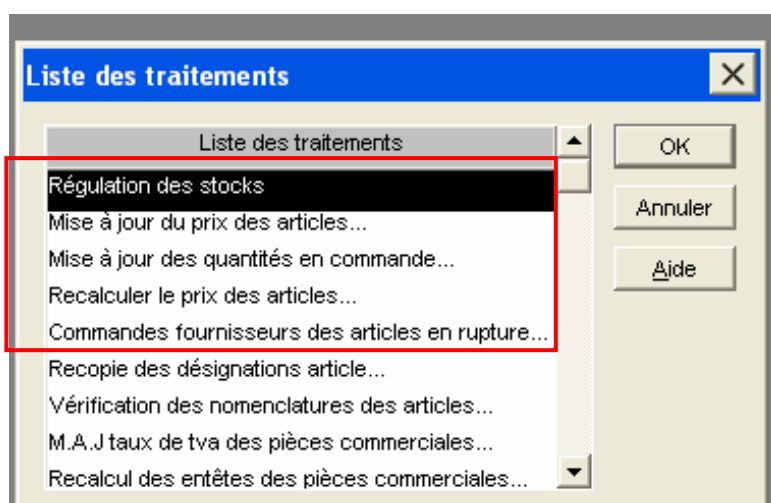 Liste des traitements
Liste des traitements
OK
Régulation des stocks
Annuler
Mise à jour du prix des articles...
Mise à jour des quantités en commande...
Aide
Recalculer le prix des articles...
Commandes fournisseurs des articles en rupture...
Recopie des désignations article...
Vérification des nomenclatures des articles...
M.A.J taux de tva des pièces commerciales...
Recalcul des entêtes des pièces commerciales...